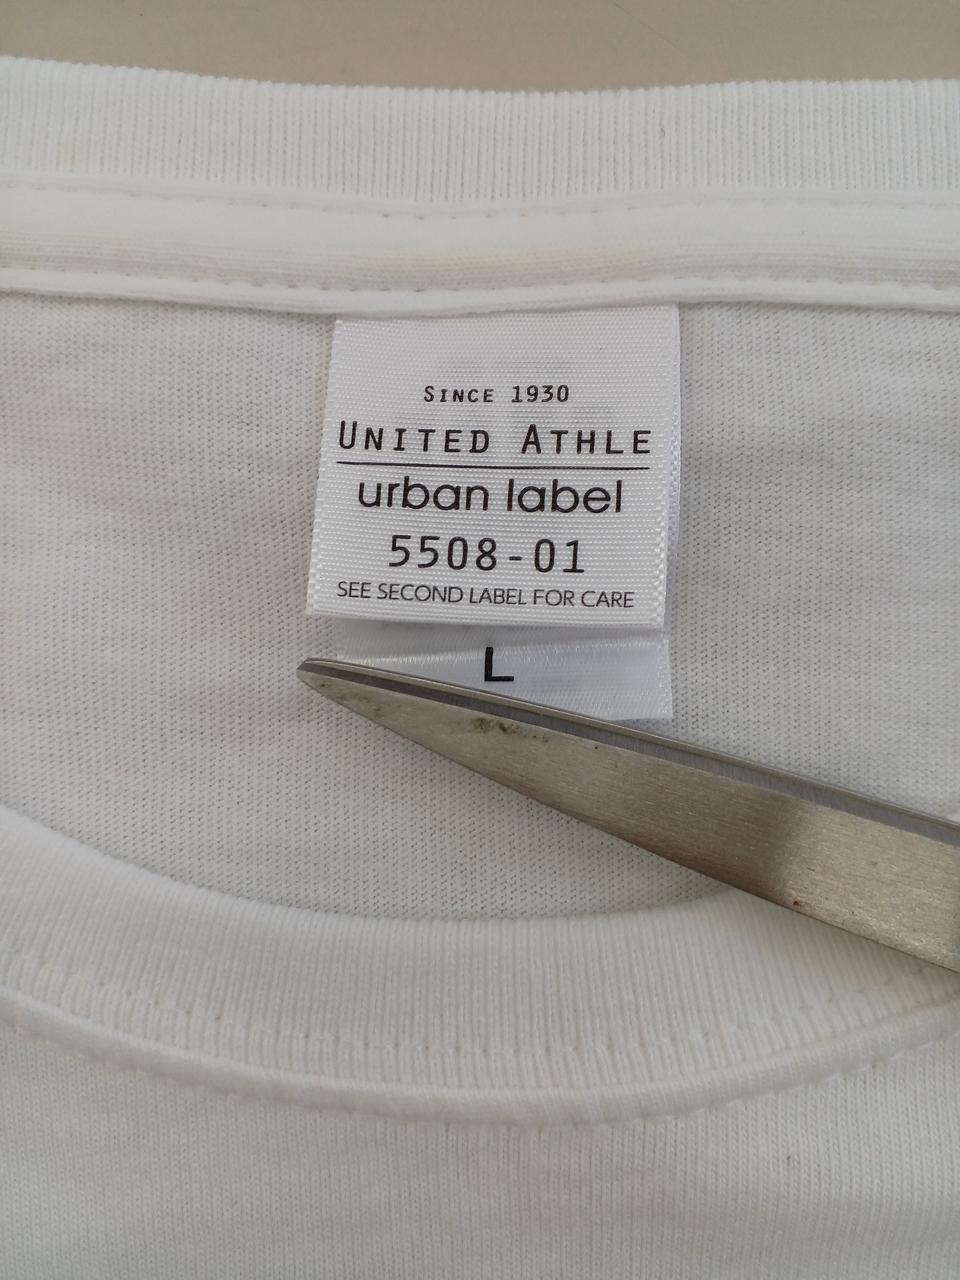 SINCE 1930
UNITED ATHLE
urban label
5508-01
SEE SECOND LABEL FOR CARE
L